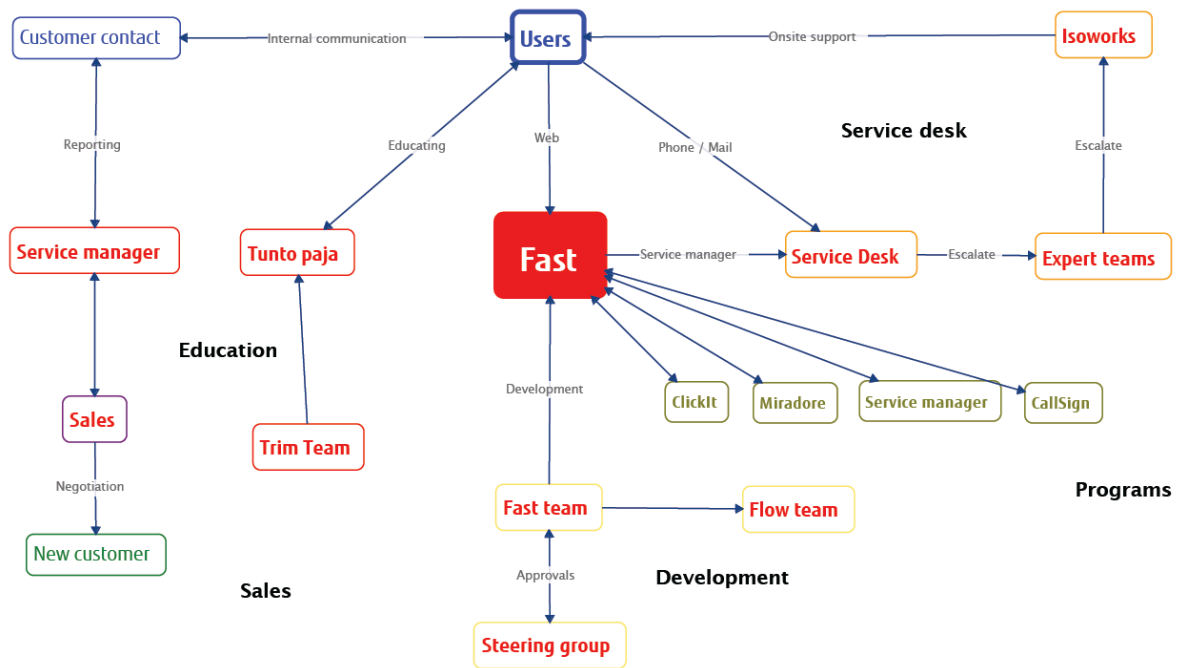 Customer contact
Internal communication
Users
Onsite support
Isoworks
Reporting
Educating
Web
Phone / Mail
Service desk
Escalate
Service manager
Tunto paja
Fast
Service manager
Service Desk
Escalate
Expert teams
Education
Development
ClickIt
Miradore
Service manager
CallSign
Sales
Trim Team
Negotiation
Fast team
Flow team
Programs
New customer
Approvals
Development
Sales
Steering group